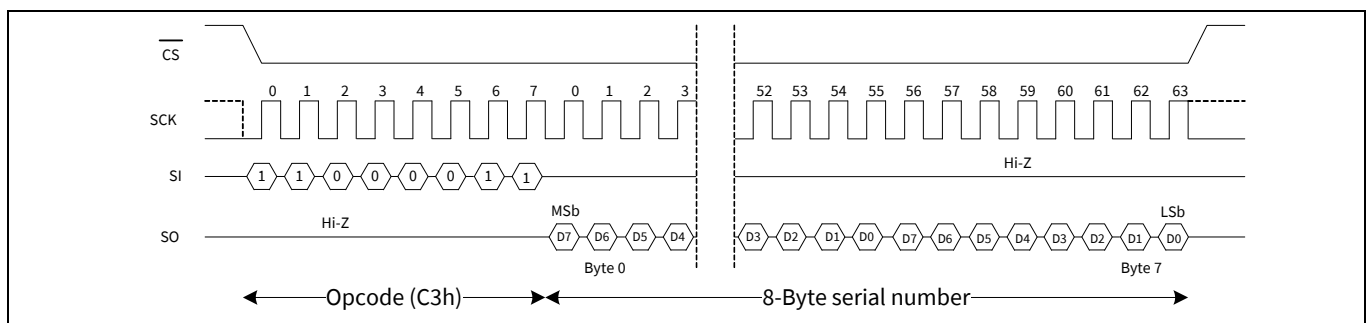 CS
0 1 2 3 4 5 6 7 0 1 2 3 52 53 54 55 56 57 58 59 60 61 62 63
SCK
Hi-Z
SI 1 1 0 0 0 0 1 1
Hi-Z MSb LSb
SO D7 D6 D5 D4 D3 D2 D1 D0 D7 D6 D5 D4 D3 D2 D1 D0
Byte 0 Byte 7
Opcode (C3h) 8-Byte serial number